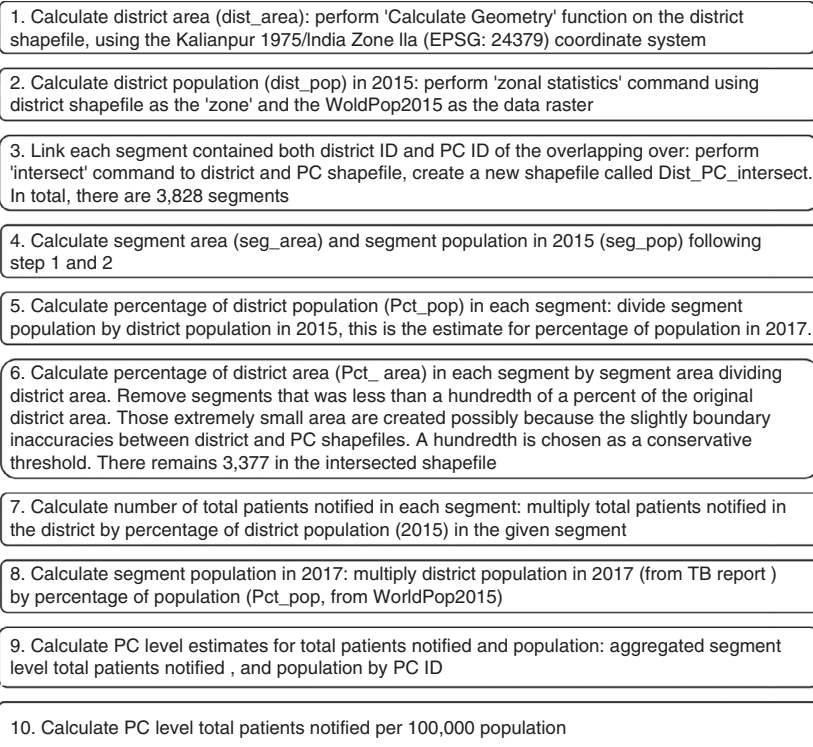 1. Calculate district area (dist_area): perform 'Calculate Geometry' function on the district
shapefile, using the Kalianpur 1975/India Zone lla (EPSG: 24379) coordinate system
2. Calculate district population (dist_pop) in 2015: perform 'zonal statistics' command using
district shapefile as the 'zone' and the WoldPop2015 as the data raster
3. Link each segment contained both district ID and PC ID of the overlapping over: perform
'intersect' command to district and PC shapefile, create a new shapefile called Dist_PC_intersect.
In total, there are 3,828 segments
4. Calculate segment area (seg_area) and segment population in 2015 (seg_pop) following
step 1 and 2
5. Calculate percentage of district population (Pct_pop) in each segment: divide segment
population by district population in 2015, this is the estimate for percentage of population in 2017.
6. Calculate percentage of district area (Pct_ area) in each segment by segment area dividing
district area. Remove segments that was less than a hundredth of a percent of the original
district area. Those extremely small area are created possibly because the slightly boundary
inaccuracies between district and PC shapefiles. A hundredth is chosen as a conservative
threshold. There remains 3,377 in the intersected shapefile
7. Calculate number of total patients notified in each segment: multiply total patients notified in
the district by percentage of district population (2015) in the given segment
8. Calculate segment population in 2017: multiply district population in 2017 (from TB report )
by percentage of population (Pct_pop, from WorldPop2015)
9. Calculate PC level estimates for total patients notified and population: aggregated segment
level total patients notified , and population by PC ID
10. Calculate PC level total patients notified per 100,000 population